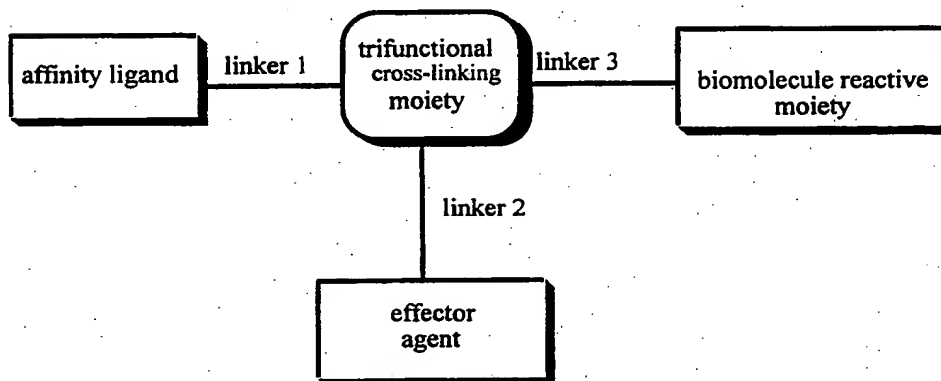 affinity ligand
linker 1
trifunctional
cross-linking
moiety
linker 3
biomolecule reactive
moiety
linker 2
effector
agent